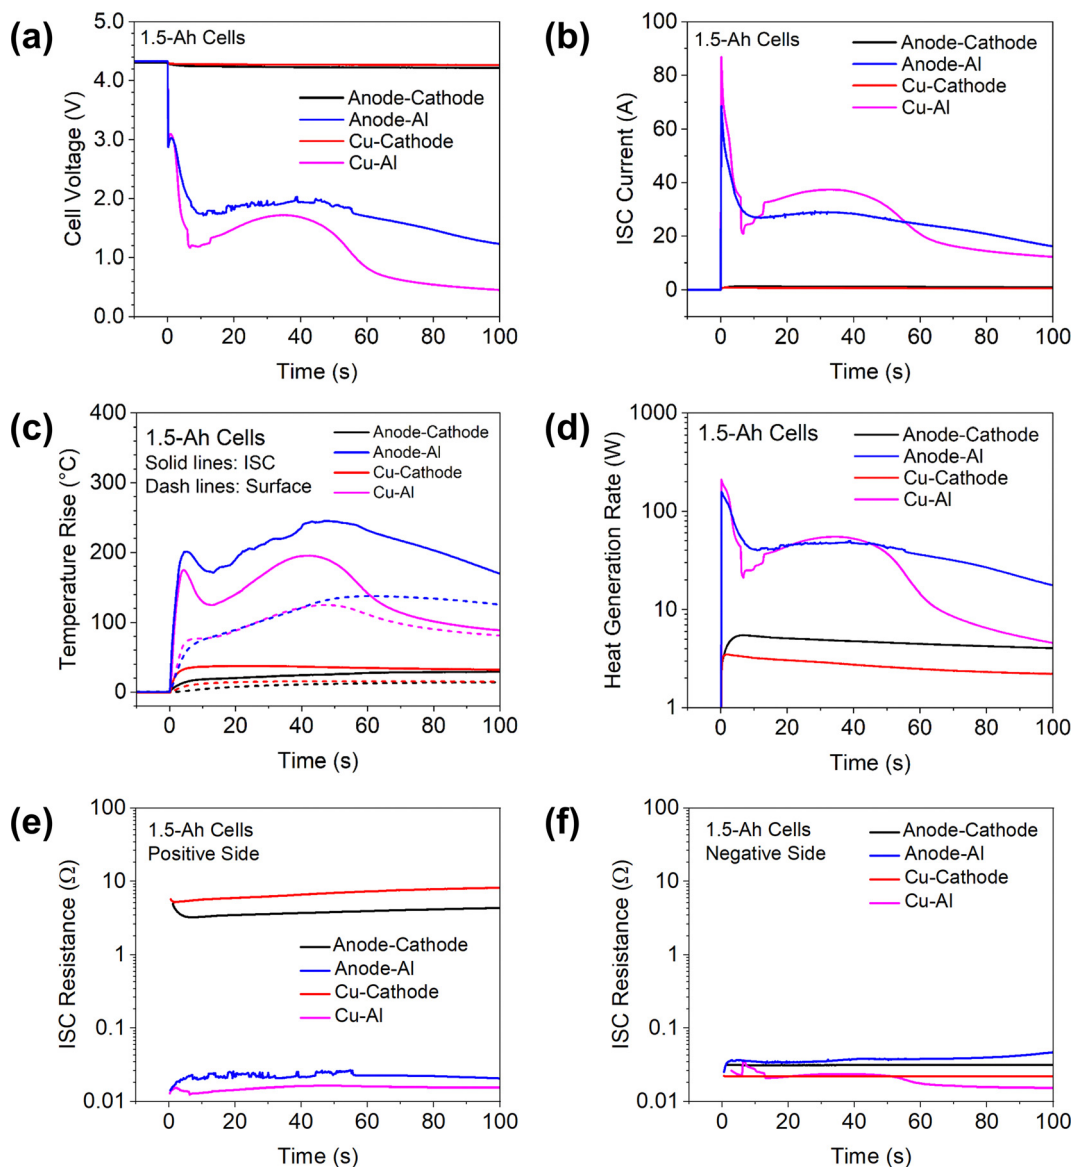 (a)
1.5-Ah Cells
Anode-Cathode
Anode-Al
Cu-Cathode
Cu-Al
Cell Voltage (V)
0.0
1.0
2.0
3.0
4.0
5.0
0
20
40
60
80
100
Time (s)
(b)
1.5-Ah Cells
Anode-Cathode
Anode-Al
Cu-Cathode
Cu-Al
ISC Current (A)
0
20
40
60
80
100
0
20
40
60
80
100
Time (s)
(c)
1.5-Ah Cells
Solid lines: ISC
Dash lines: Surface
Anode-Cathode
Anode-Al
Cu-Cathode
Cu-Al
Temperature Rise (°C)
0
100
200
300
400
0
20
40
60
80
100
Time (s)
(d)
1.5-Ah Cells
Anode-Cathode
Anode-Al
Cu-Cathode
Cu-Al
Heat Generation Rate (W)
1
10
100
1000
0
20
40
60
80
100
Time (s)
(e)
1.5-Ah Cells
Positive Side
Anode-Cathode
Anode-Al
Cu-Cathode
Cu-Al
ISC Resistance (Ω)
0.01
0.1
1
10
100
0
20
40
60
80
100
Time (s)
(f)
1.5-Ah Cells
Negative Side
Anode-Cathode
Anode-Al
Cu-Cathode
Cu-Al
ISC Resistance (Ω)
0.01
0.1
1
10
100
0
20
40
60
80
100
Time (s)